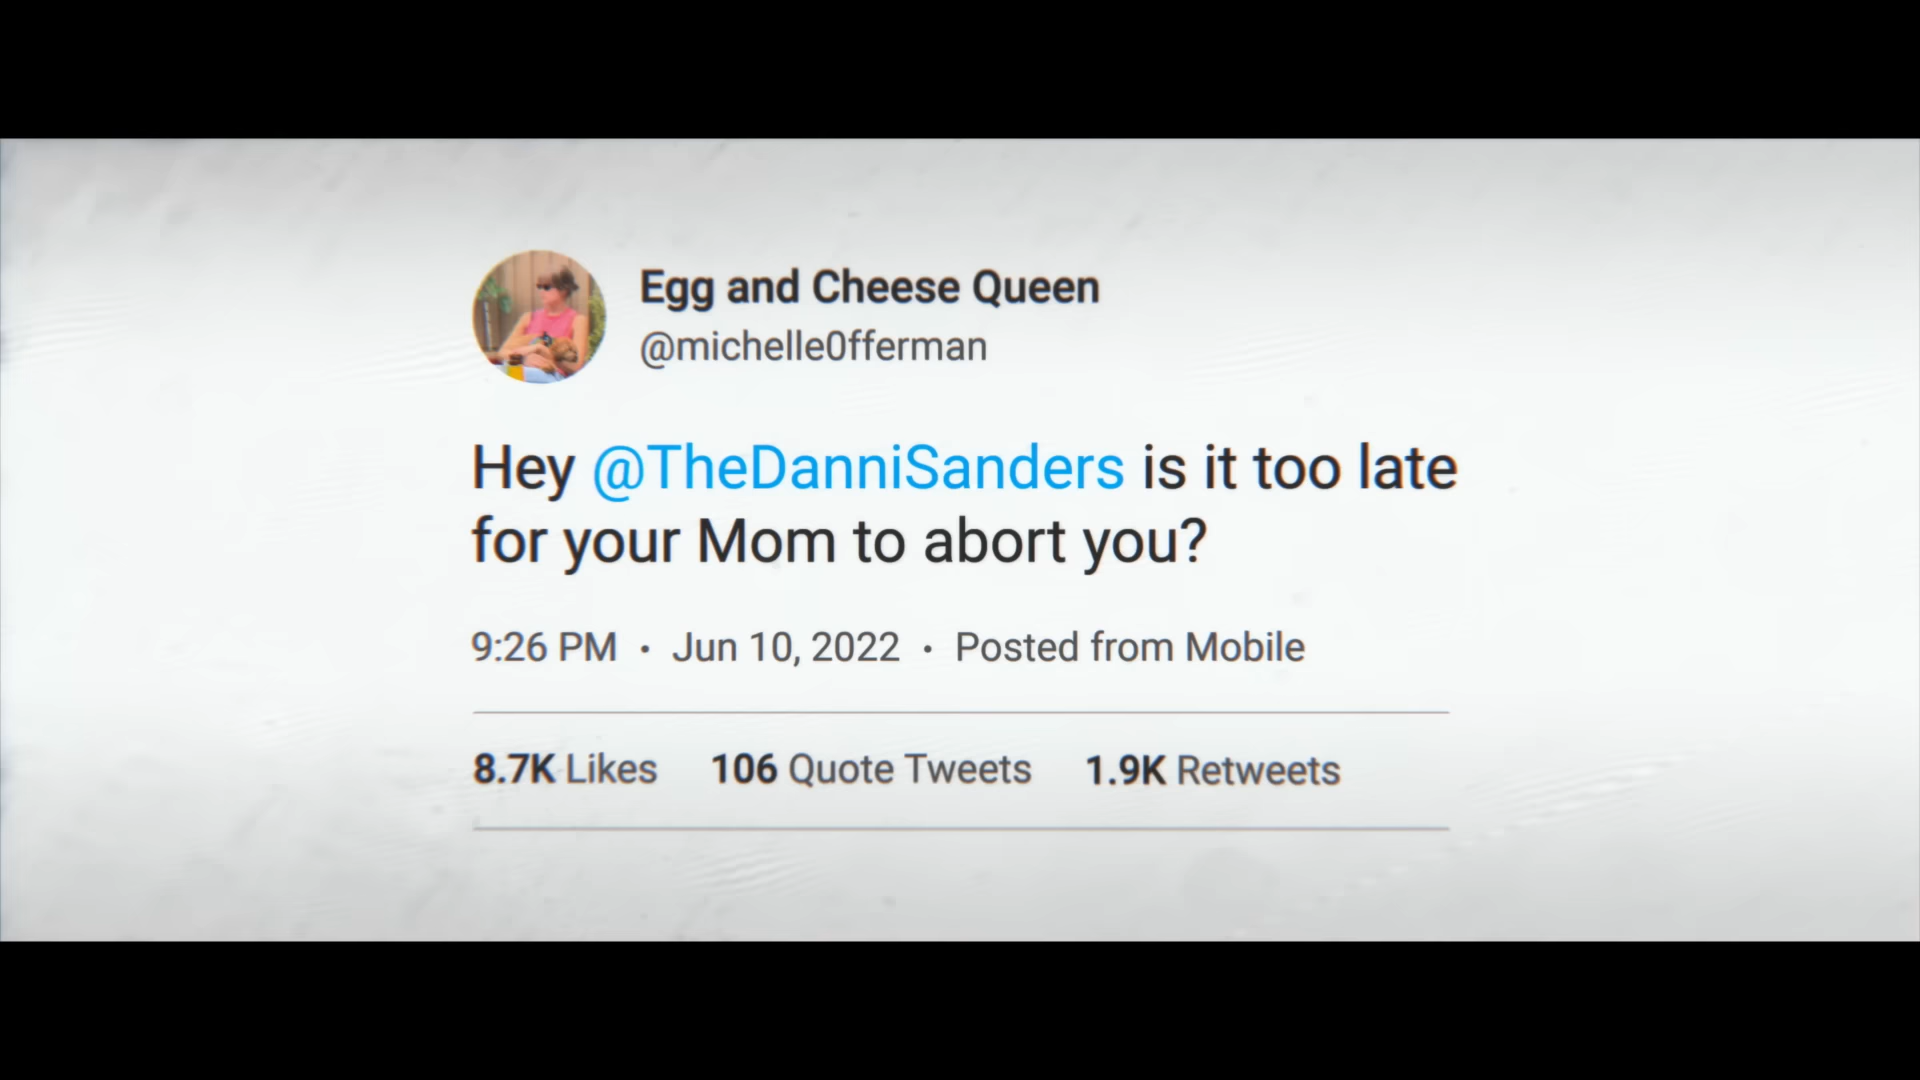 Egg and Cheese Queen
@michelle0fferman
Hey @TheDanniSanders is it too late
for your Mom to abort you?
9:26 PM · Jun 10, 2022 · Posted from Mobile
8.7K Likes 106 Quote Tweets 1.9K Retweets